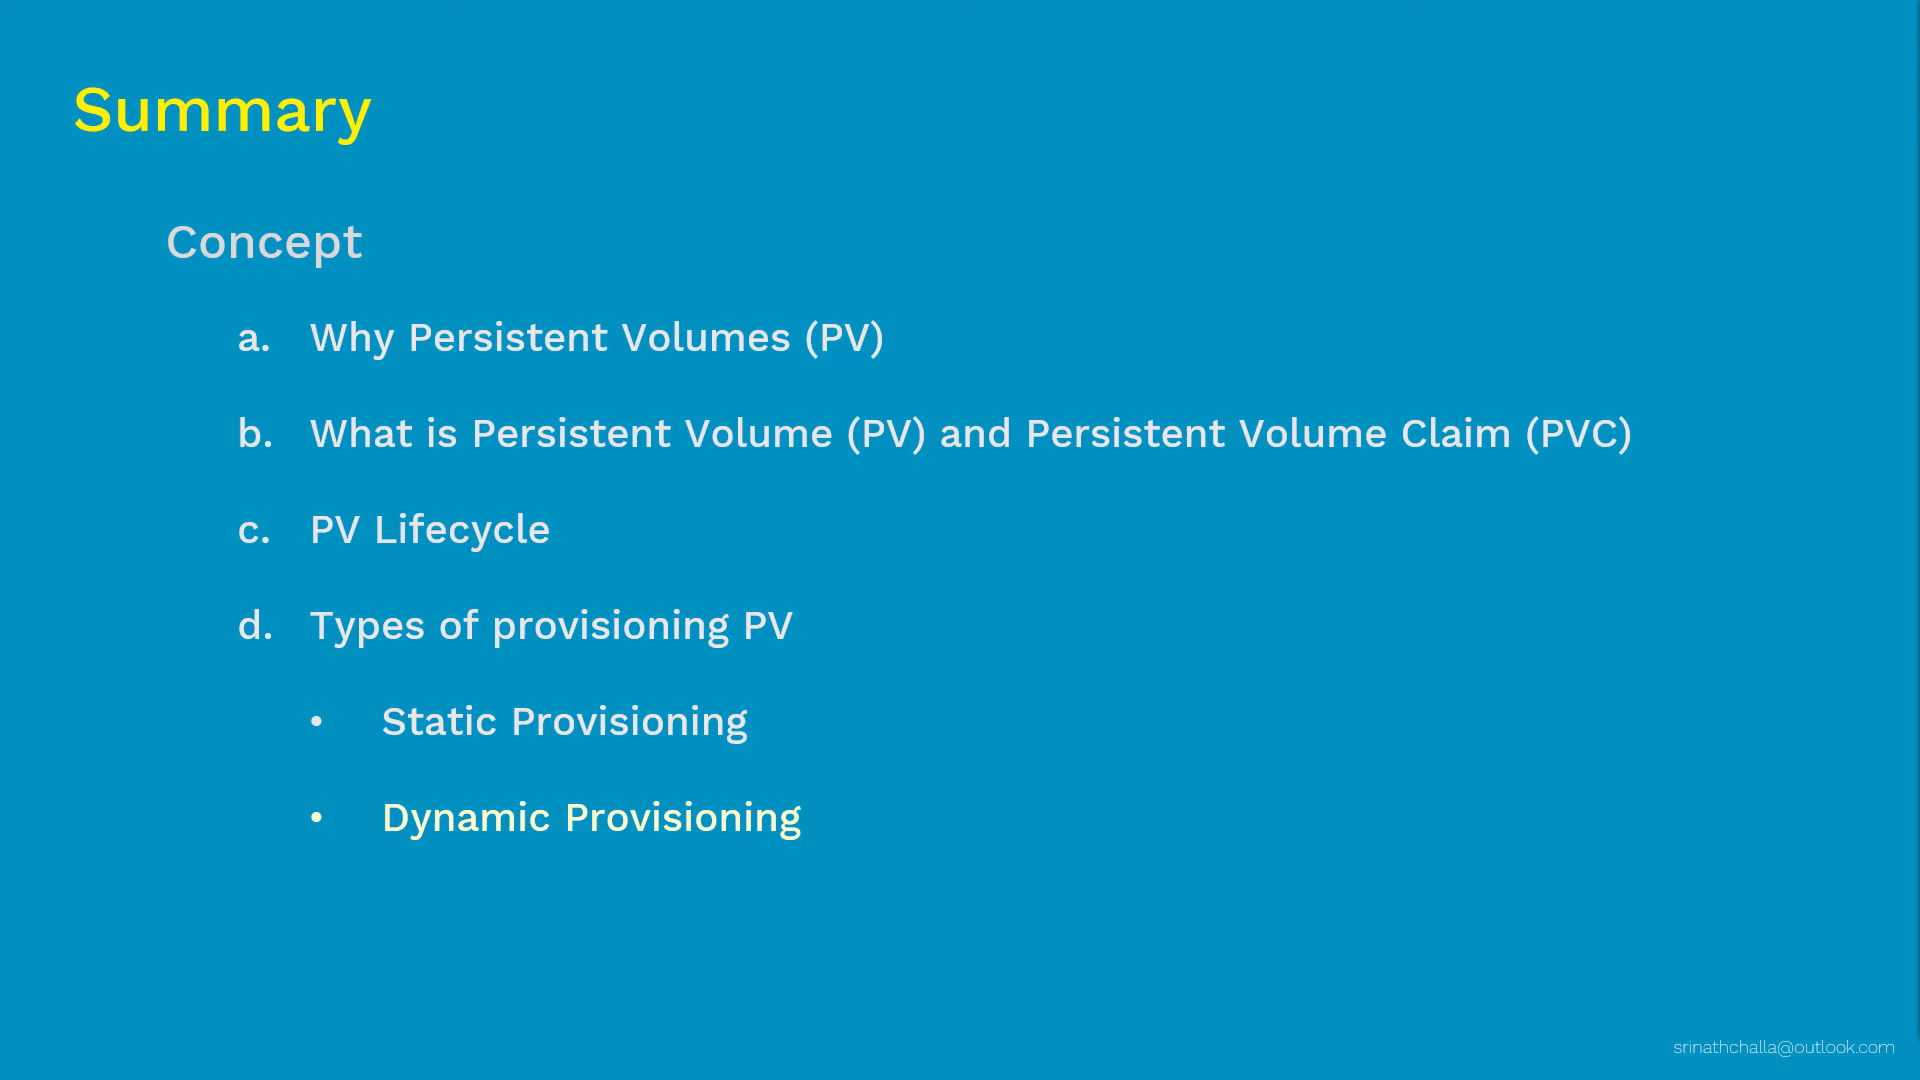 Summary
Concept
a. Why Persistent Volumes (PV)
b. What is Persistent Volume (PV) and Persistent Volume Claim (PVC)
c. PV Lifecycle
d. Types of provisioning PV
• Static Provisioning
• Dynamic Provisioning
srinathchalla@outlook.com